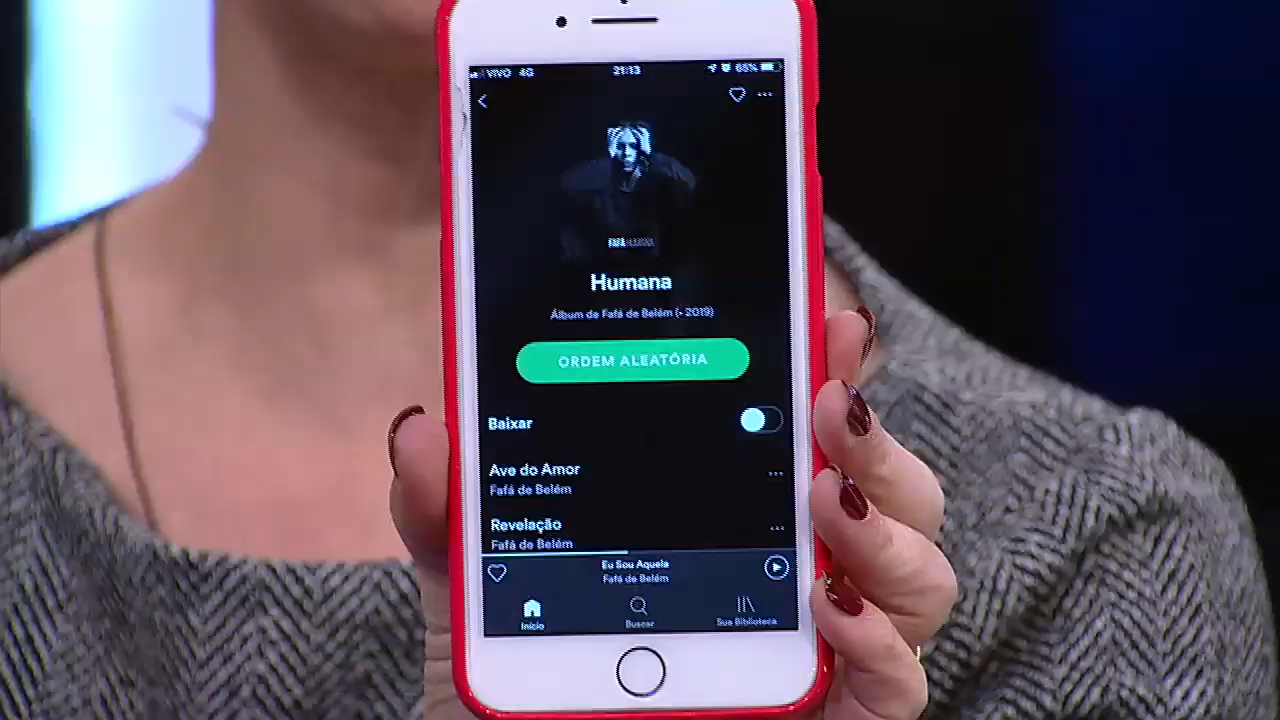 VIVO 4G 21:13 65%
Humana
Álbum de Fafá de Belém (• 2019)
ORDEM ALEATÓRIA
Baixar
Ave do Amor
Fafá de Belém
Revelação
Fafá de Belém
Eu Sou Aquela
Fafá de Belém
Início Buscar Sua Biblioteca